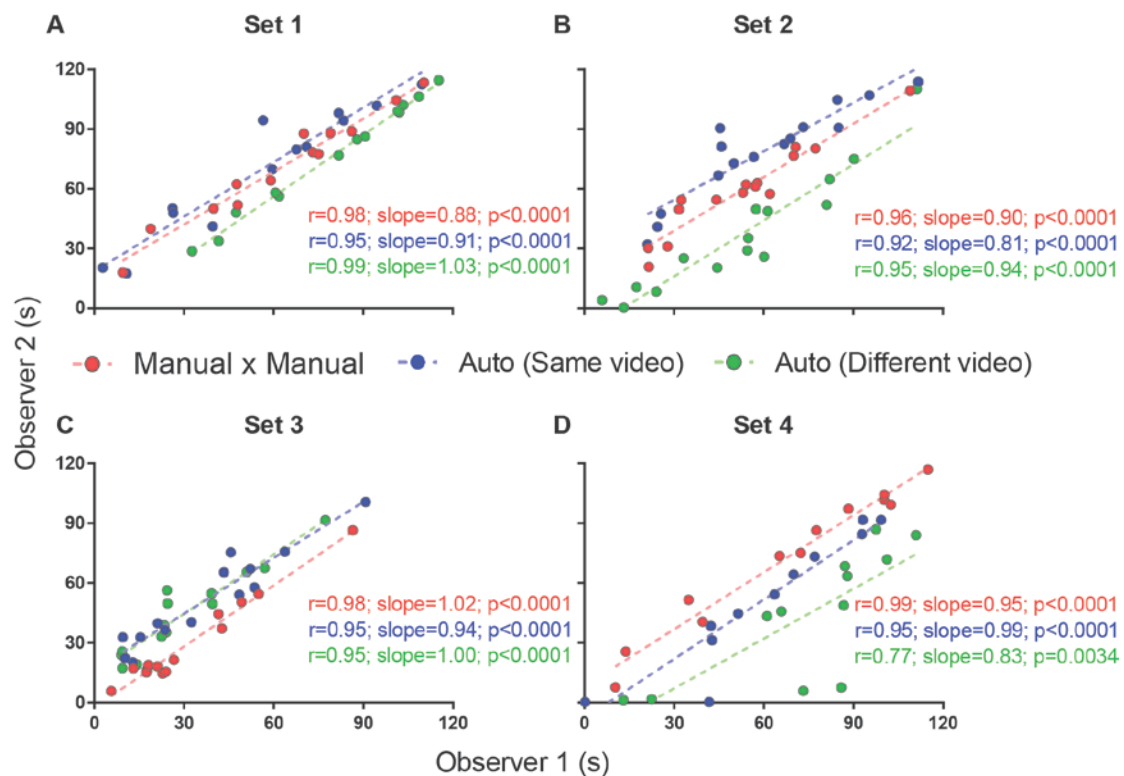 A Set 1
120
90
60
30
0
r=0.98; slope=0.88; p<0.0001
r=0.95; slope=0.91; p<0.0001
r=0.99; slope=1.03; p<0.0001
B Set 2
r=0.96; slope=0.90; p<0.0001
r=0.92; slope=0.81; p<0.0001
r=0.95; slope=0.94; p<0.0001
Observer 2 (s)
Manual x Manual Auto (Same video) Auto (Different video)
C Set 3
120
90
60
30
0
r=0.98; slope=1.02; p<0.0001
r=0.95; slope=0.94; p<0.0001
r=0.95; slope=1.00; p<0.0001
0 30 60 90 120
D Set 4
r=0.99; slope=0.95; p<0.0001
r=0.95; slope=0.99; p<0.0001
r=0.77; slope=0.83; p=0.0034
0 30 60 90 120
Observer 1 (s)